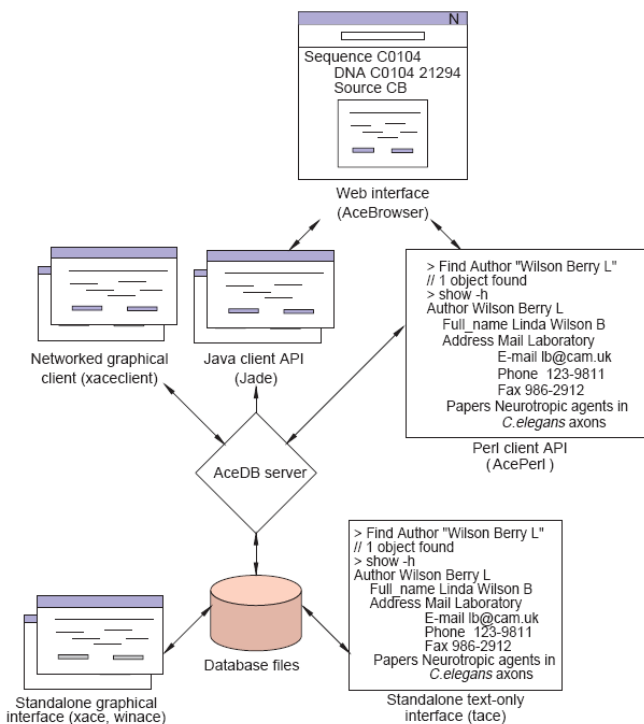 N
Sequence C0104
DNA C0104 21294
Source CB
Web interface
(AceBrowser)
Networked graphical
client (xaceclient)
Java client API
(Jade)
> Find Author "Wilson Berry L"
// 1 object found
> show -h
Author Wilson Berry L
Full_name Linda Wilson B
Address Mail Laboratory
E-mail lb@cam.uk
Phone 123-9811
Fax 986-2912
Papers Neurotropic agents in
C.elegans axons
Perl client API
(AcePerl )
AceDB server
Database files
Standalone graphical
interface (xace, winace)
> Find Author "Wilson Berry L"
// 1 object found
> show -h
Author Wilson Berry L
Full_name Linda Wilson B
Address Mail Laboratory
E-mail lb@cam.uk
Phone 123-9811
Fax 986-2912
Papers Neurotropic agents in
C.elegans axons
Standalone text-only
interface (tace)